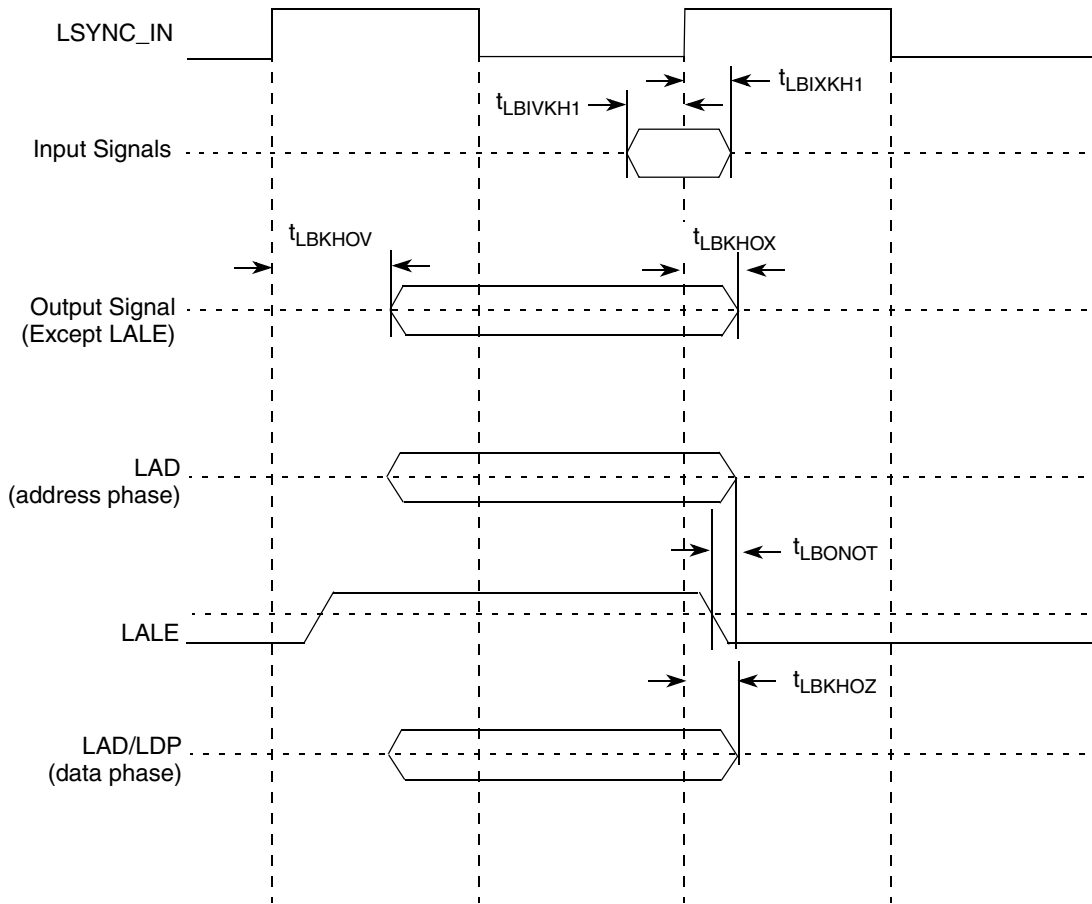 LSYNC_IN
tLBIXKH1
tLBIVKH1
Input Signals
tLBKHOV
tLBKHOX
Output Signal
(Except LALE)
LAD
(address phase)
tLBONOT
LALE
tLBKHOZ
LAD/LDP
(data phase)